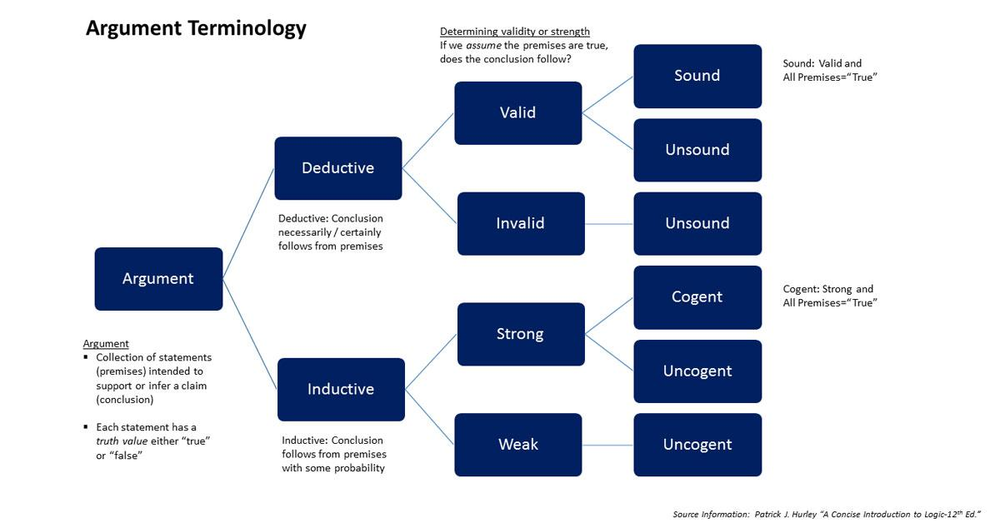 Argument Terminology
Determining validity or strength
If we assume the premises are true,
does the conclusion follow?
Sound
Sound: Valid and
All Premises=“True”
Valid
Unsound
Deductive
Deductive: Conclusion
necessarily / certainly
follows from premises
Invalid
Unsound
Argument
Argument
▪ Collection of statements
(premises) intended to
support or infer a claim
(conclusion)
▪ Each statement has a
truth value either “true”
or “false”
Cogent
Cogent: Strong and
All Premises=“True”
Strong
Uncogent
Inductive
Inductive: Conclusion
follows from premises
with some probability
Weak
Uncogent
Source Information: Patrick J. Hurley “A Concise Introduction to Logic-12th Ed.”